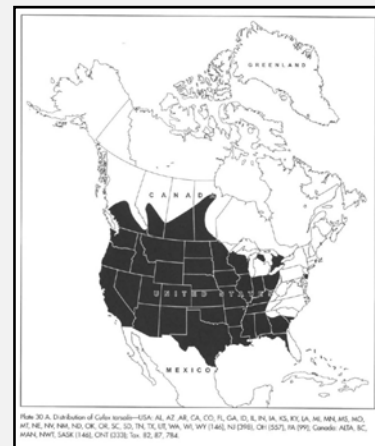 GREENLAND
CANADA
UNITED STATES
MEXICO
Plate 30 A. Distribution of Culex tarsalis—USA: AL, AZ ,AR, CA, CO, FL, GA, ID, IL, IN, IA, KS, KY, LA, MI, MN, MS, MO,
MT, NE, NV, NM, ND, OK, OR, SC, SD, TN, TX, UT, WA, WI, WY (146), NJ (398), OH (557), PA (99); Canada: ALTA, BC,
MAN, NWT, SASK (146), ONT (333); Tax. 82, 87, 784.